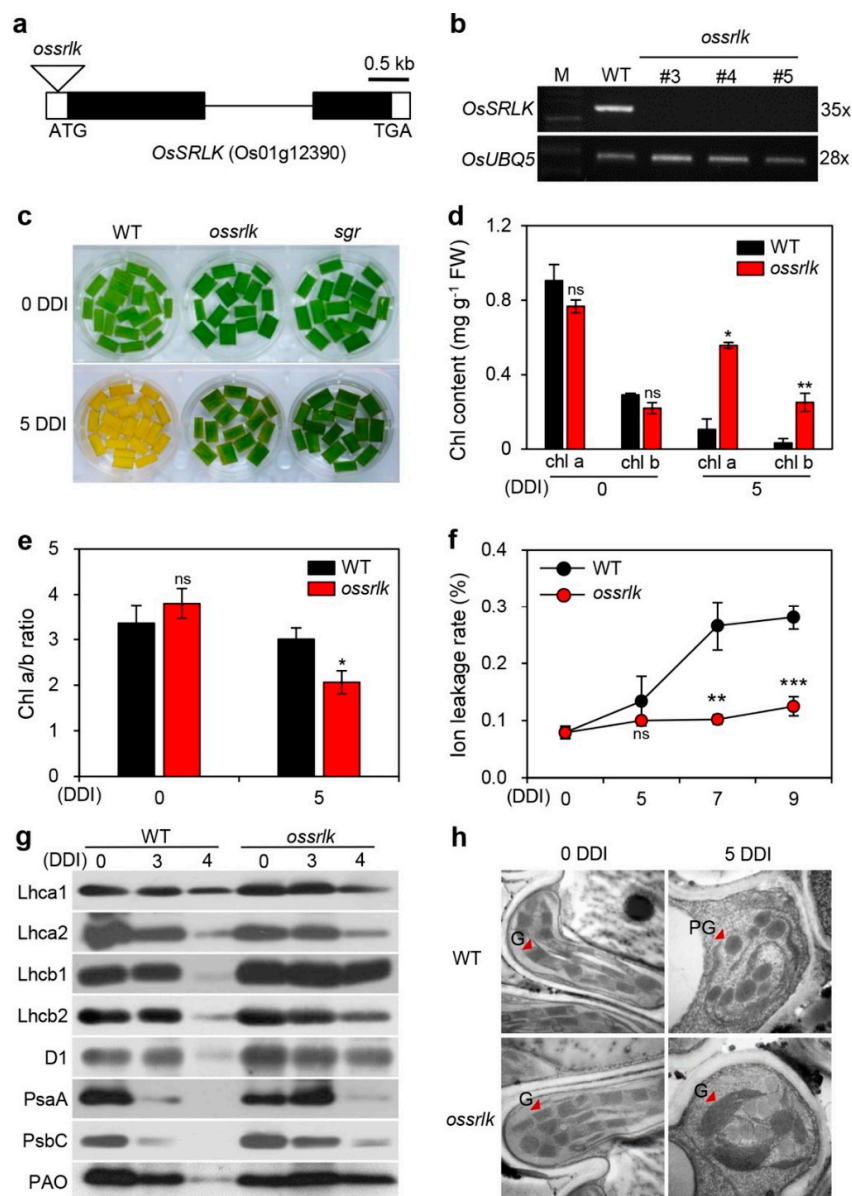 a
ossrlk
0.5 kb
ATG
TGA
OsSRLK (Os01g12390)
b
ossrlk
M WT #3 #4 #5
OsSRLK 35x
OsUBQ5 28x
c
WT ossrlk sgr
0 DDI
5 DDI
d
Chl content (mg g⁻¹ FW)
1.2
0.8
0.4
0
WT
ossrlk
ns
ns
*
**
chl a chl b chl a chl b
(DDI) 0 5
e
Chl a/b ratio
5
4
3
2
1
0
WT
ossrlk
ns
*
(DDI) 0 5
f
Ion leakage rate (%)
0.4
0.3
0.2
0.1
0.0
WT
ossrlk
ns
**
***
(DDI) 0 5 7 9
g
WT ossrlk
(DDI) 0 3 4 0 3 4
Lhca1
Lhca2
Lhcb1
Lhcb2
D1
PsaA
PsbC
PAO
h
0 DDI 5 DDI
WT
G
PG
ossrlk
G
G